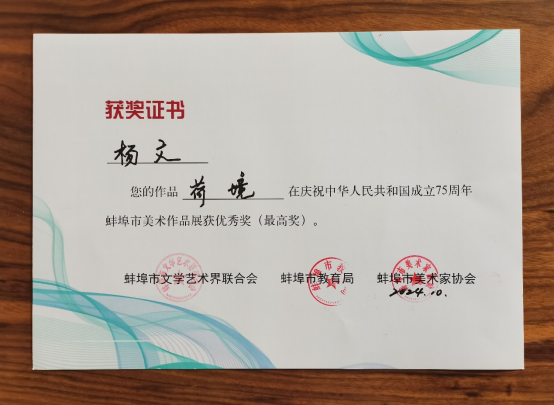 获奖证书
杨文
您的作品 荷境 在庆祝中华人民共和国成立75周年
蚌埠市美术作品展获优秀奖（最高奖）。
蚌埠市文学艺术界联合会 蚌埠市教育局 蚌埠市美术家协会
2024.10.